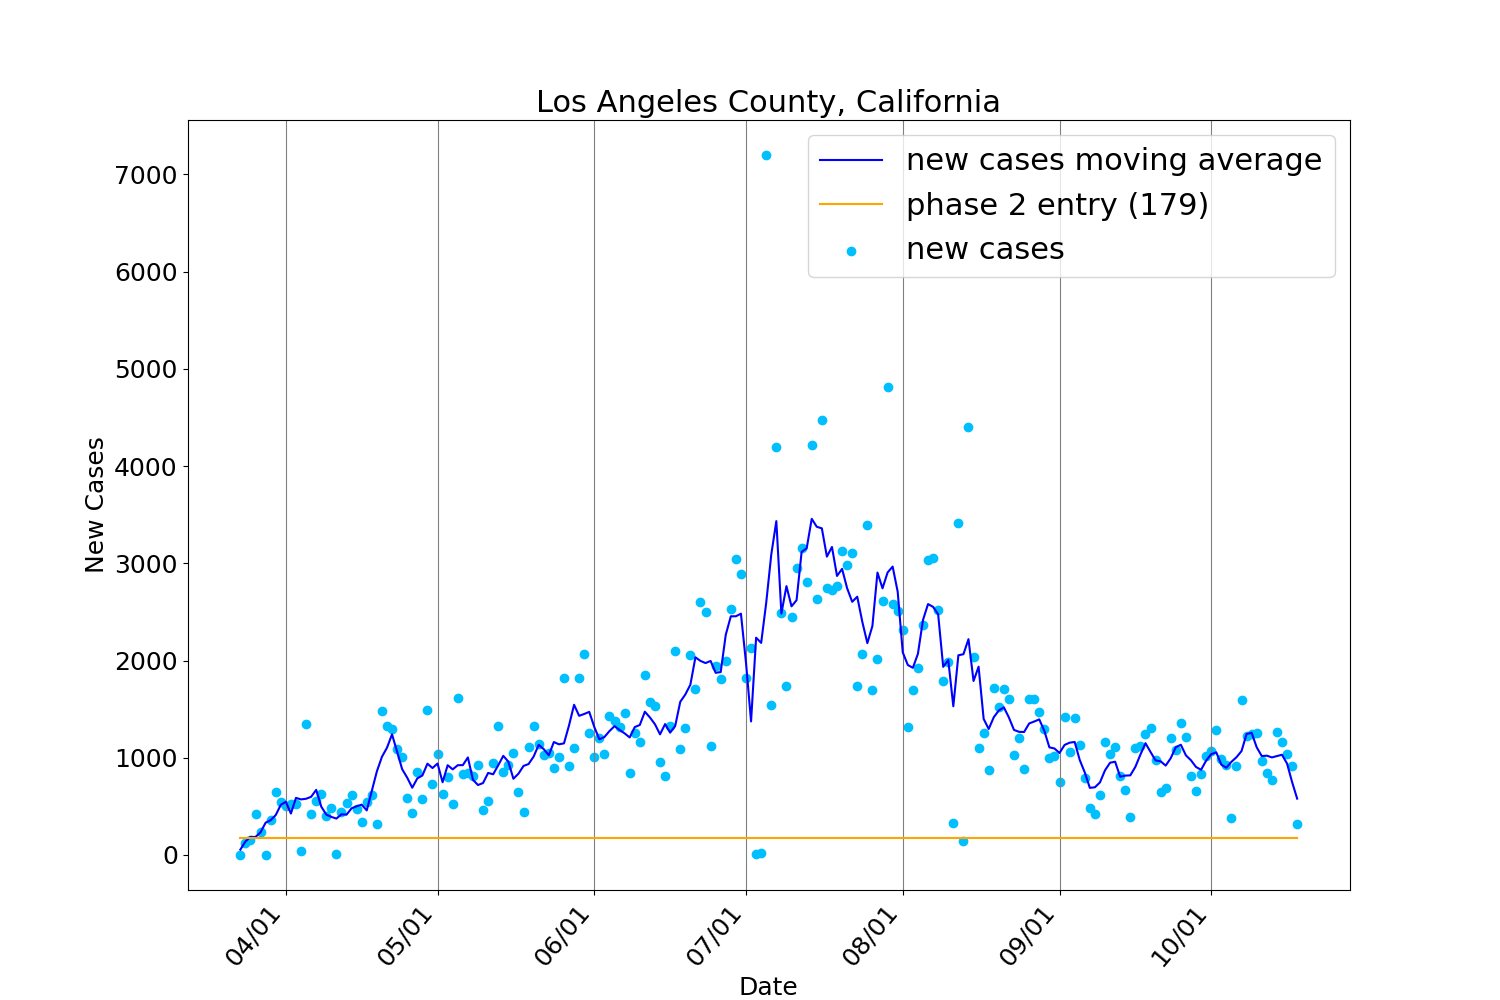 Los Angeles County, California
new cases moving average
phase 2 entry (179)
new cases
7000
6000
5000
4000
3000
2000
1000
0
New Cases
04/01
05/01
06/01
07/01
08/01
09/01
10/01
Date